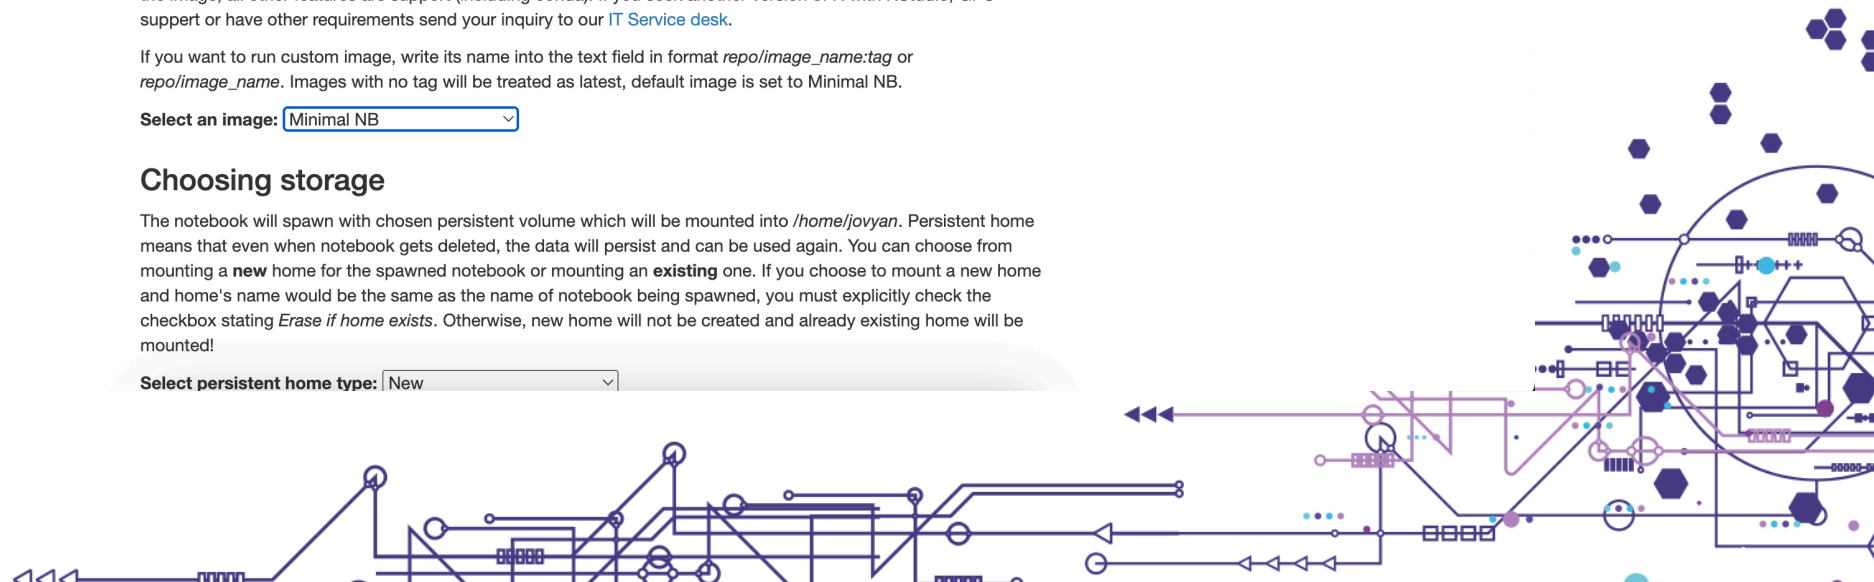 support or have other requirements send your inquiry to our IT Service desk.
If you want to run custom image, write its name into the text field in format repo/image_name:tag or
repo/image_name. Images with no tag will be treated as latest, default image is set to Minimal NB.
Select an image: Minimal NB
Choosing storage
The notebook will spawn with chosen persistent volume which will be mounted into /home/jovyan. Persistent home
means that even when notebook gets deleted, the data will persist and can be used again. You can choose from
mounting a new home for the spawned notebook or mounting an existing one. If you choose to mount a new home
and home's name would be the same as the name of notebook being spawned, you must explicitly check the
checkbox stating Erase if home exists. Otherwise, new home will not be created and already existing home will be
mounted!
Select persistent home type: New